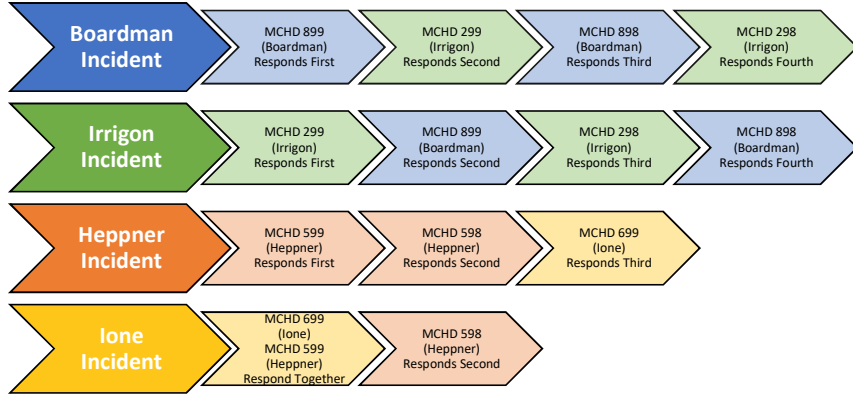 Boardman
Incident
MCHD 899
(Boardman)
Responds First
MCHD 299
(Irrigon)
Responds Second
MCHD 898
(Boardman)
Responds Third
MCHD 298
(Irrigon)
Responds Fourth
Irrigon
Incident
MCHD 299
(Irrigon)
Responds First
MCHD 899
(Boardman)
Responds Second
MCHD 298
(Irrigon)
Responds Third
MCHD 898
(Boardman)
Responds Fourth
Heppner
Incident
MCHD 599
(Heppner)
Responds First
MCHD 598
(Heppner)
Responds Second
MCHD 699
(Ione)
Responds Third
Ione
Incident
MCHD 699
(Ione)
MCHD 599
(Heppner)
Respond Together
MCHD 598
(Heppner)
Responds Second